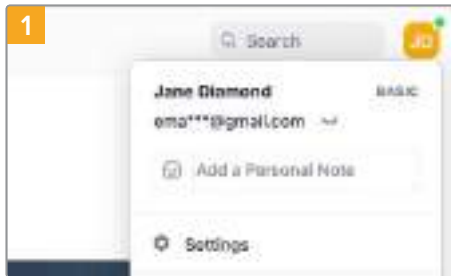 1
Search
JD
Jane Diamond BASIC
ema***@gmail.com
Add a Personal Note
Settings